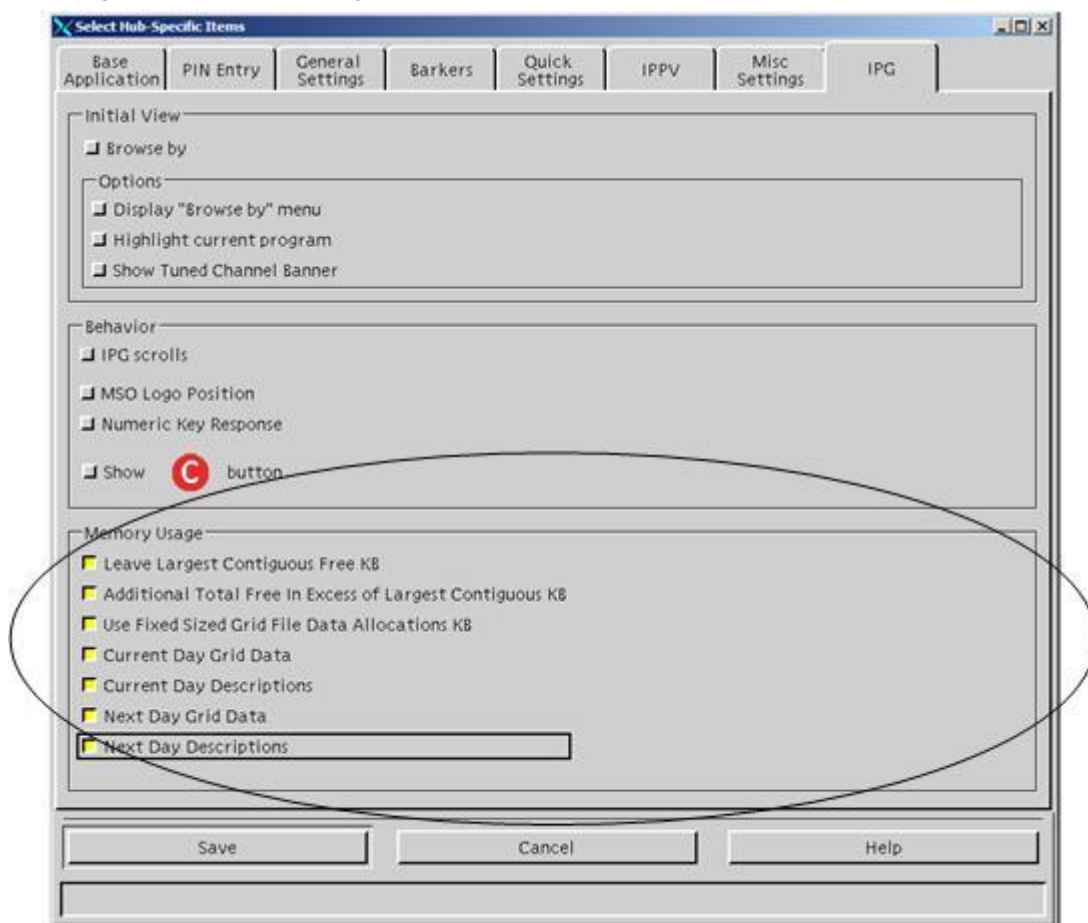 Select Hub-Specific Items
Base Application
PIN Entry
General Settings
Barkers
Quick Settings
IPPV
Misc Settings
IPG
Initial View
Browse by
Options
Display "Browse by" menu
Highlight current program
Show Tuned Channel Banner
Behavior
IPG scrolls
MSO Logo Position
Numeric Key Response
Show C button
Memory Usage
Leave Largest Contiguous Free KB
Additional Total Free In Excess of Largest Contiguous KB
Use Fixed Sized Grid File Data Allocations KB
Current Day Grid Data
Current Day Descriptions
Next Day Grid Data
Next Day Descriptions
Save Cancel Help